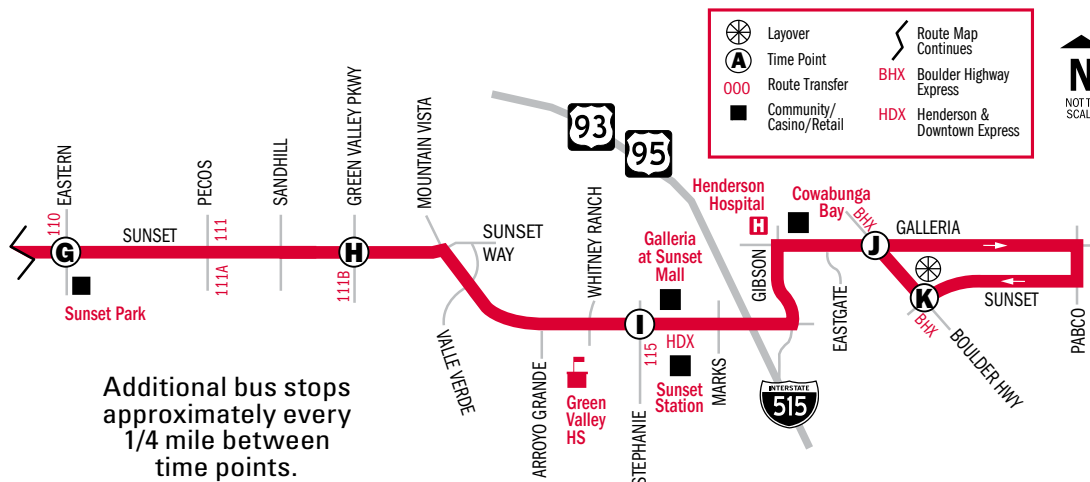 Layover
A Time Point
000 Route Transfer
Community/
Casino/Retail
Route Map
Continues
BHX Boulder Highway
Express
HDX Henderson &
Downtown Express
N
93
95
EASTERN
110
G
Sunset Park
SUNSET
PECOS
111
111A
SANDHILL
GREEN VALLEY PKWY
H
111B
MOUNTAIN VISTA
SUNSET
WAY
VALLE VERDE
ARROYO GRANDE
WHITNEY RANCH
Green
Valley
HS
Galleria
at Sunset
Mall
I
115
STEPHANIE
HDX
Sunset
Station
MARKS
INTERSTATE
515
Henderson
Hospital
H
GIBSON
Cowabunga
Bay
EASTGATE
BHX
J
GALLERIA
K
BHX
SUNSET
BOULDER HWY
PABCO
Additional bus stops
approximately every
1/4 mile between
time points.